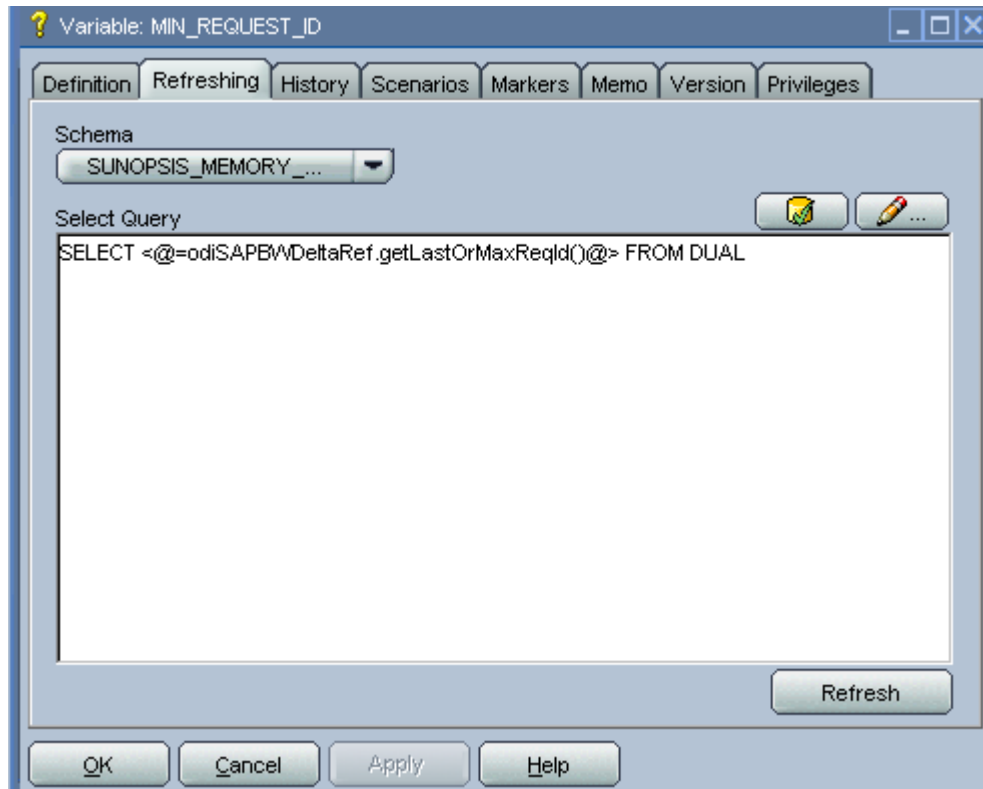 Variable: MIN_REQUEST_ID
Definition Refreshing History Scenarios Markers Memo Version Privileges
Schema
SUNOPSIS_MEMORY_...
Select Query
...
SELECT <@=odiSAPBWDeltaRef.getLastOrMaxReqId()@> FROM DUAL
Refresh
OK Cancel Apply Help